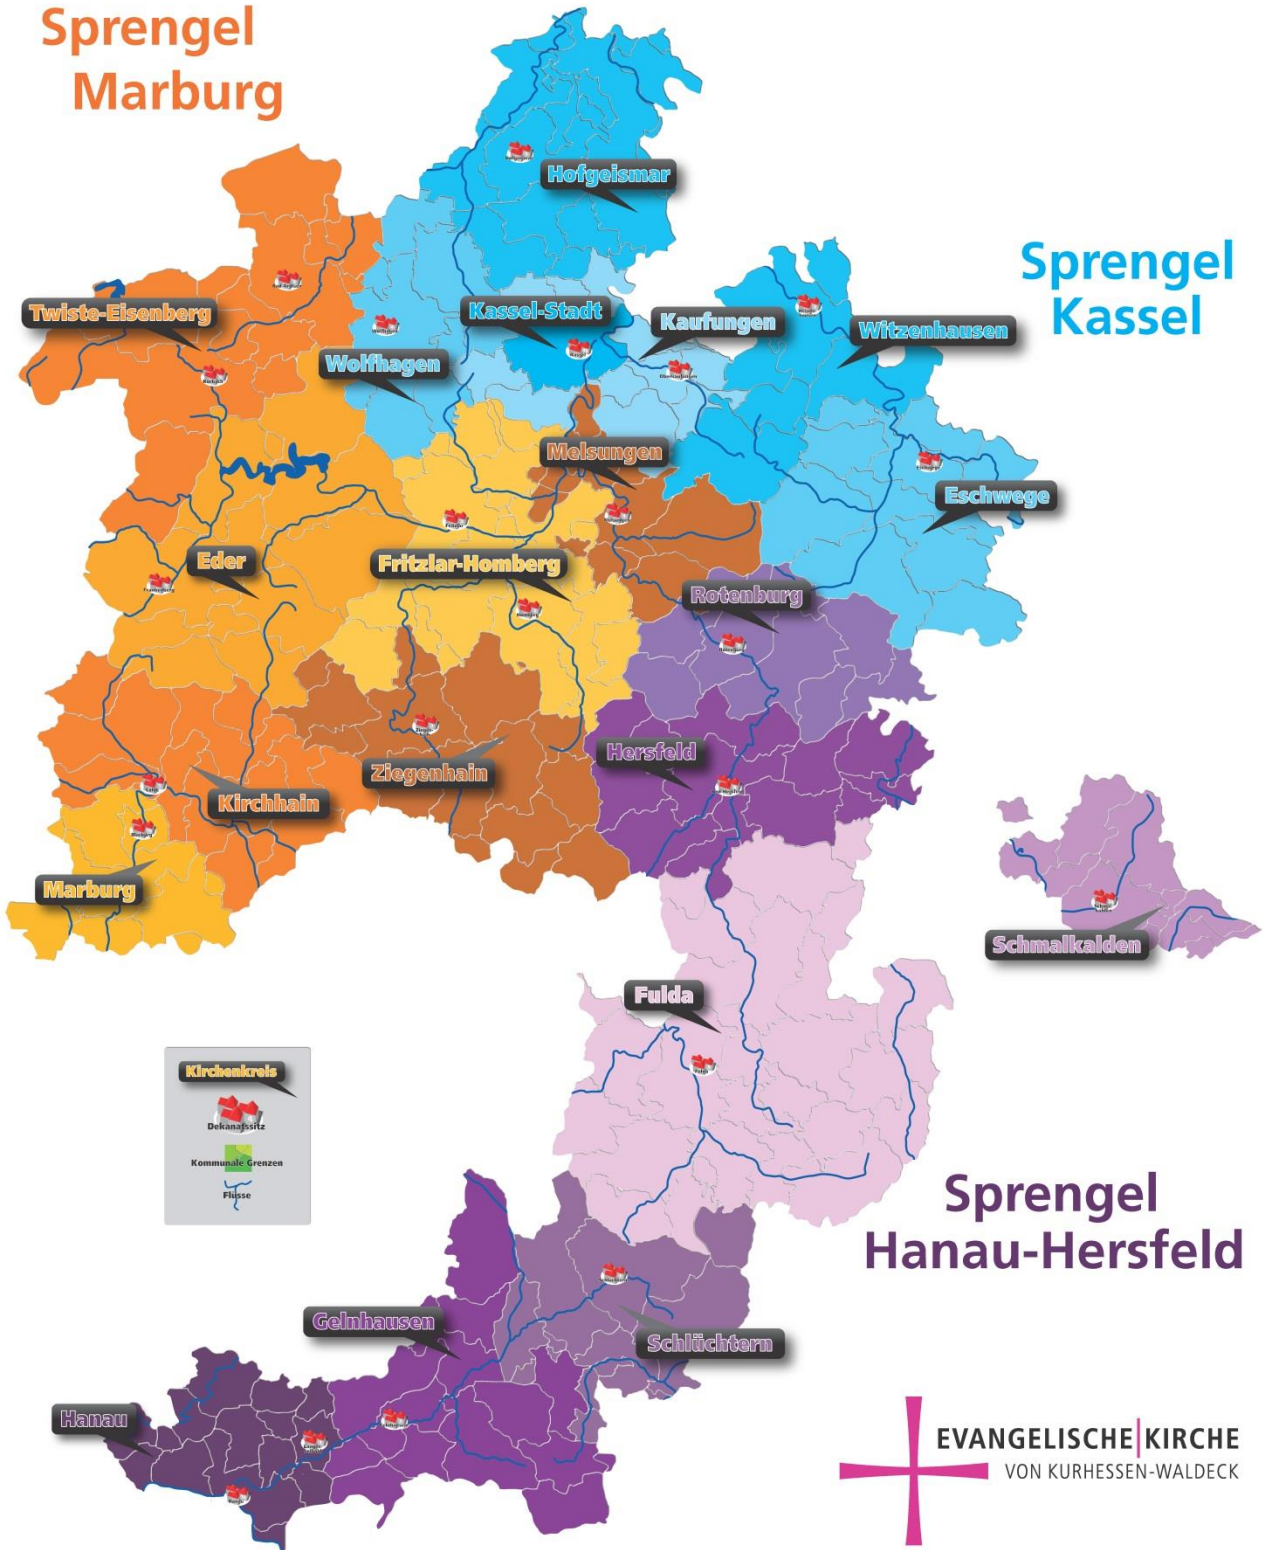 Sprengel
Marburg
Hofgeismar
Sprengel
Kassel
Twiste-Eisenberg
Kassel-Stadt
Kaufungen
Witzenhausen
Wolfhagen
Melsungen
Eschwege
Eder
Fritzlar-Homberg
Rotenburg
Hersfeld
Ziegenhain
Kirchhain
Marburg
Schmalkalden
Fulda
Kirchenkreis
Dekanatssitz
Kommunale Grenzen
Flüsse
Sprengel
Hanau-Hersfeld
Gelnhausen
Schlüchtern
Hanau
EVANGELISCHE KIRCHE
VON KURHESSEN-WALDECK